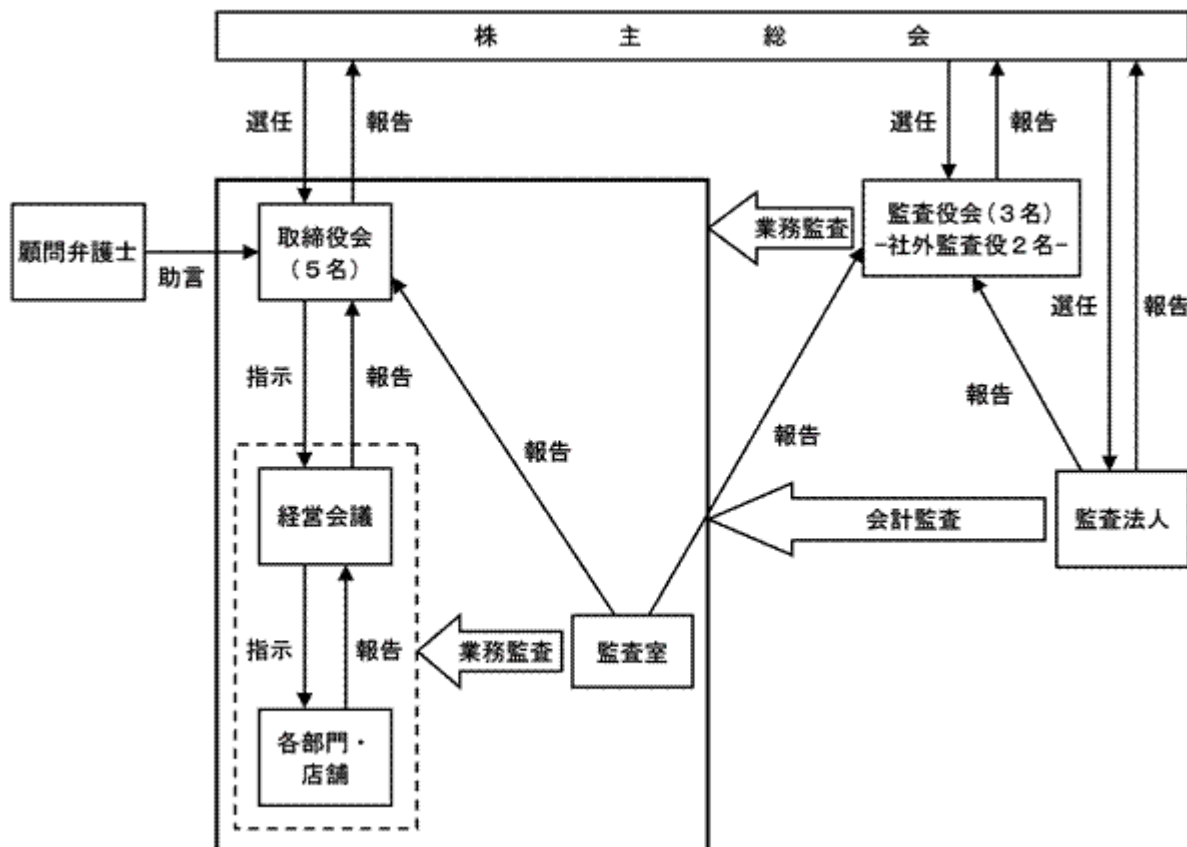 株主総会
選任
報告
選任
報告
選任
報告
顧問弁護士
助言
取締役会
(5名)
業務監査
監査役会(3名)
-社外監査役2名-
指示
報告
報告
報告
報告
経営会議
会計監査
監査法人
指示
報告
業務監査
監査室
各部門・
店舗